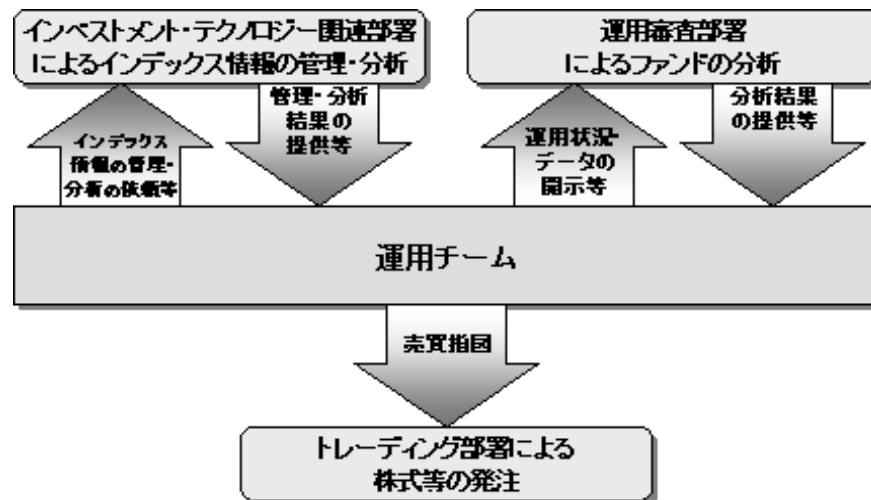 インベストメント・テクノロジー関連部署
によるインデックス情報の管理・分析
運用審査部署
によるファンドの分析
インデックス
情報の管理・
分析の依頼等
管理・分析
結果の
提供等
運用状況・
データの
開示等
分析結果
の提供等
運用チーム
売買指図
トレーディング部署による
株式等の発注